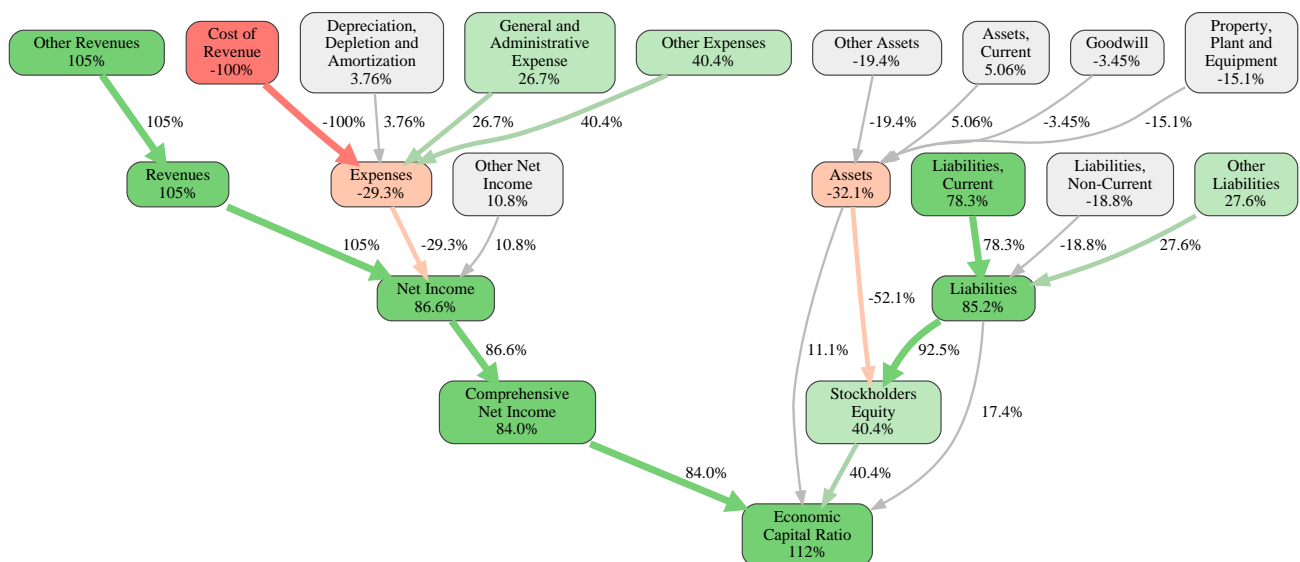 Other Revenues
105%
Cost of
Revenue
-100%
Depreciation,
Depletion and
Amortization
3.76%
General and
Administrative
Expense
26.7%
Other Expenses
40.4%
Other Assets
-19.4%
Assets,
Current
5.06%
Goodwill
-3.45%
Property,
Plant and
Equipment
-15.1%
105%
-100%
3.76%
26.7%
40.4%
-19.4%
5.06%
-3.45%
-15.1%
Revenues
105%
Expenses
-29.3%
Other Net
Income
10.8%
Assets
-32.1%
Liabilities,
Current
78.3%
Liabilities,
Non-Current
-18.8%
Other
Liabilities
27.6%
105%
-29.3%
10.8%
78.3%
-18.8%
27.6%
Net Income
86.6%
-52.1%
Liabilities
85.2%
86.6%
11.1%
92.5%
Comprehensive
Net Income
84.0%
Stockholders
Equity
40.4%
17.4%
84.0%
40.4%
Economic
Capital Ratio
112%